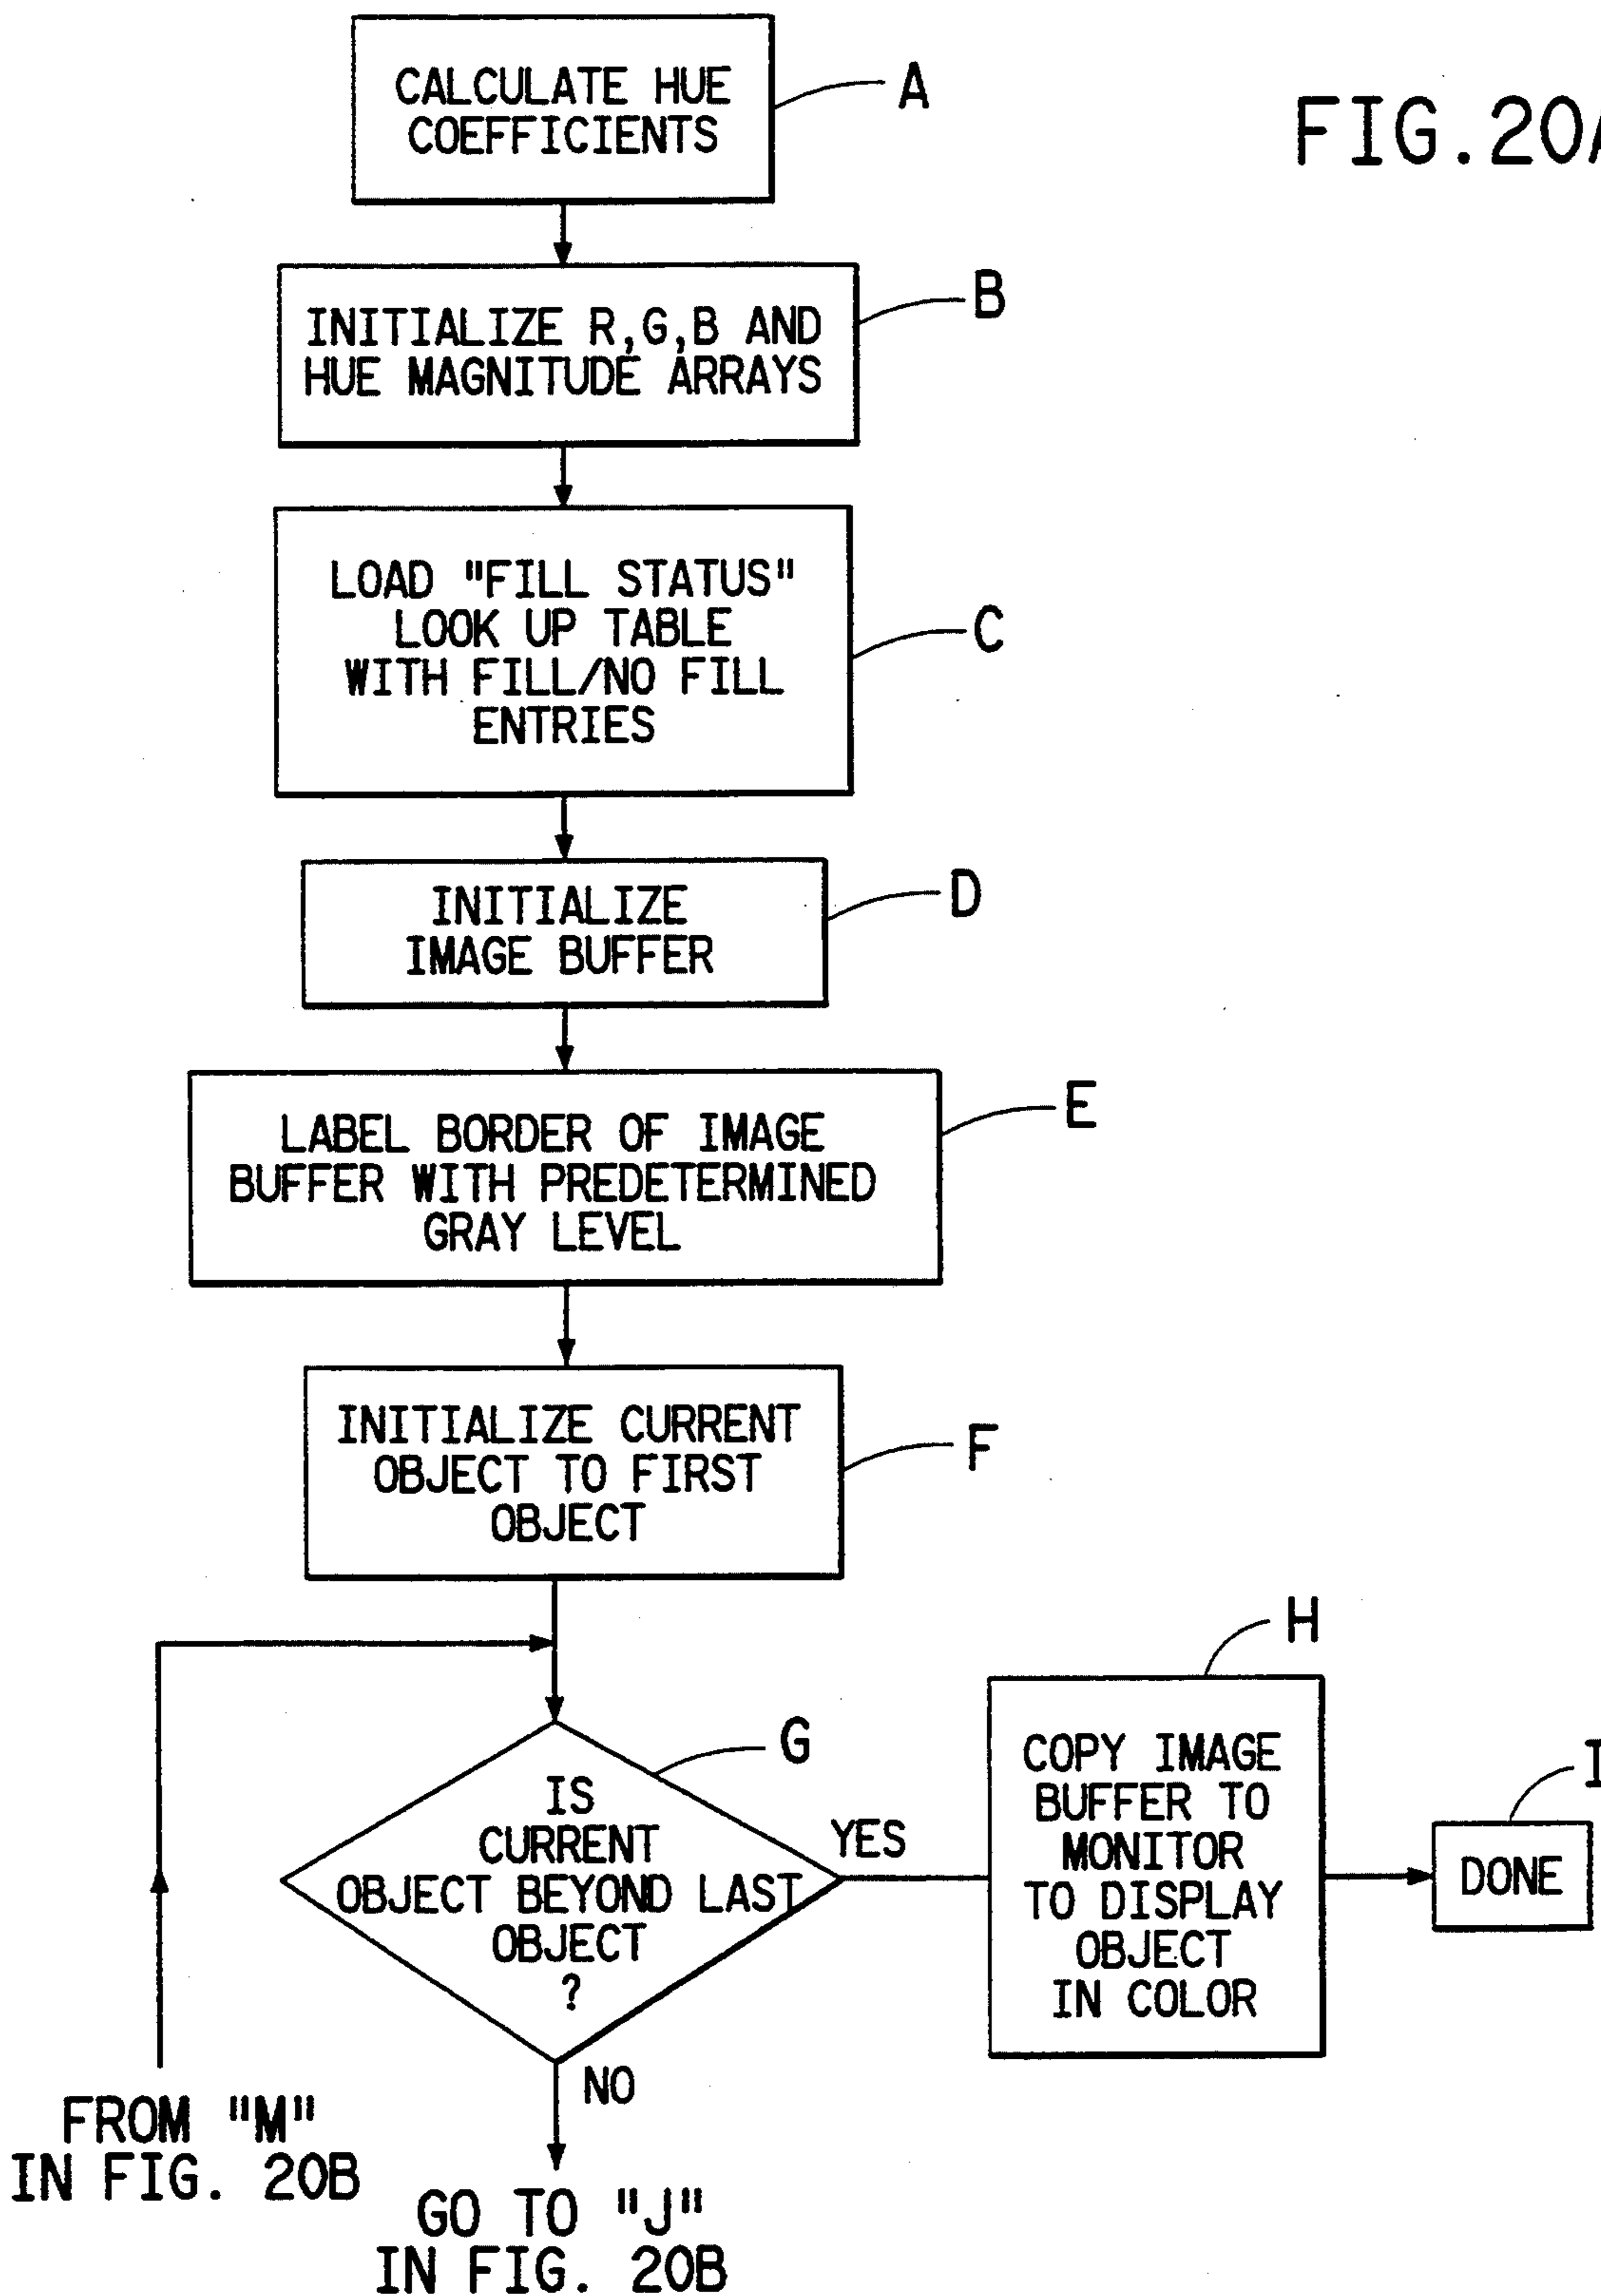 FIG.20A
CALCULATE HUE
COEFFICIENTS
A
INITIALIZE R,G,B AND
HUE MAGNITUDE ARRAYS
B
LOAD "FILL STATUS"
LOOK UP TABLE
WITH FILL/NO FILL
ENTRIES
C
INITIALIZE
IMAGE BUFFER
D
LABEL BORDER OF IMAGE
BUFFER WITH PREDETERMINED
GRAY LEVEL
E
INITIALIZE CURRENT
OBJECT TO FIRST
OBJECT
F
IS
CURRENT
OBJECT BEYOND LAST
OBJECT
?
G
YES
COPY IMAGE
BUFFER TO
MONITOR
TO DISPLAY
OBJECT
IN COLOR
H
DONE
I
NO
FROM "M"
IN FIG. 20B
GO TO "J"
IN FIG. 20B